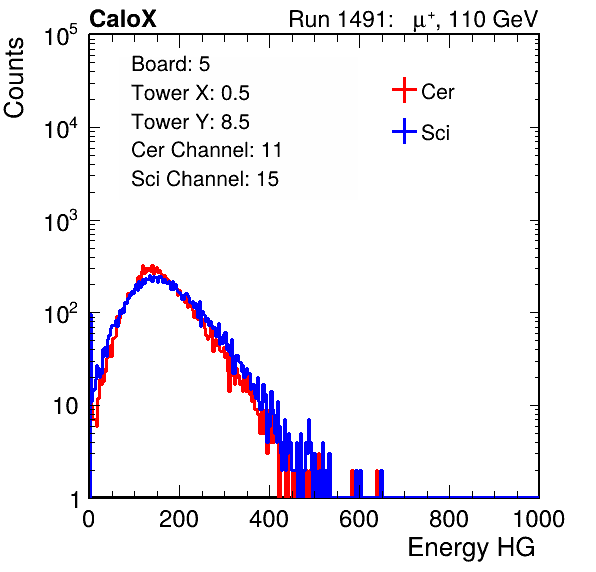 CaloX Run 1491: μ⁺, 110 GeV
Counts
10⁵
10⁴
10³
10²
10
1
Board: 5
Tower X: 0.5
Tower Y: 8.5
Cer Channel: 11
Sci Channel: 15
Cer
Sci
0 200 400 600 800 1000
Energy HG